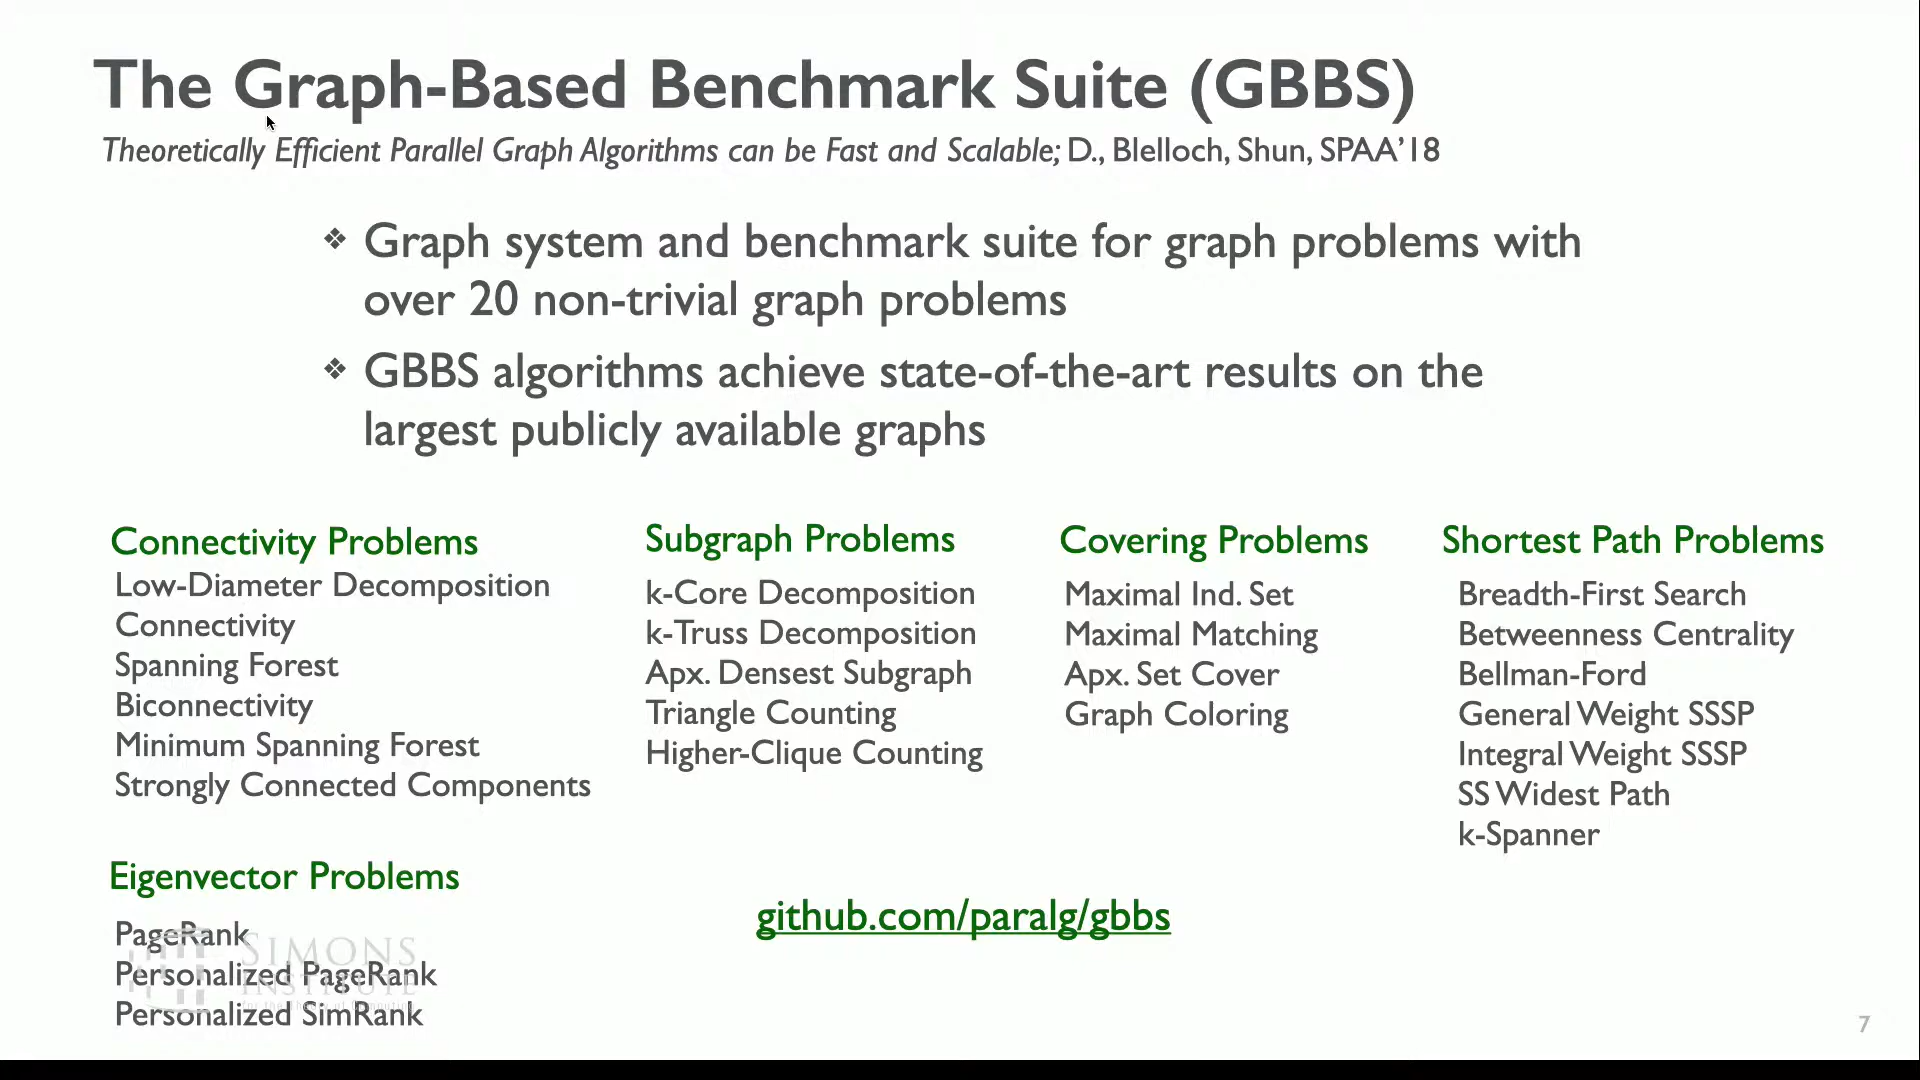 The Graph-Based Benchmark Suite (GBBS)
Theoretically Efficient Parallel Graph Algorithms can be Fast and Scalable; D., Blelloch, Shun, SPAA'18
❖ Graph system and benchmark suite for graph problems with
over 20 non-trivial graph problems
❖ GBBS algorithms achieve state-of-the-art results on the
largest publicly available graphs
Connectivity Problems
Low-Diameter Decomposition
Connectivity
Spanning Forest
Biconnectivity
Minimum Spanning Forest
Strongly Connected Components
Subgraph Problems
k-Core Decomposition
k-Truss Decomposition
Apx. Densest Subgraph
Triangle Counting
Higher-Clique Counting
Covering Problems
Maximal Ind. Set
Maximal Matching
Apx. Set Cover
Graph Coloring
Shortest Path Problems
Breadth-First Search
Betweenness Centrality
Bellman-Ford
General Weight SSSP
Integral Weight SSSP
SS Widest Path
k-Spanner
Eigenvector Problems
PageRank
Personalized PageRank
Personalized SimRank
github.com/paralg/gbbs
SIMONS
INSTITUTE
for the Theory of Computing
7